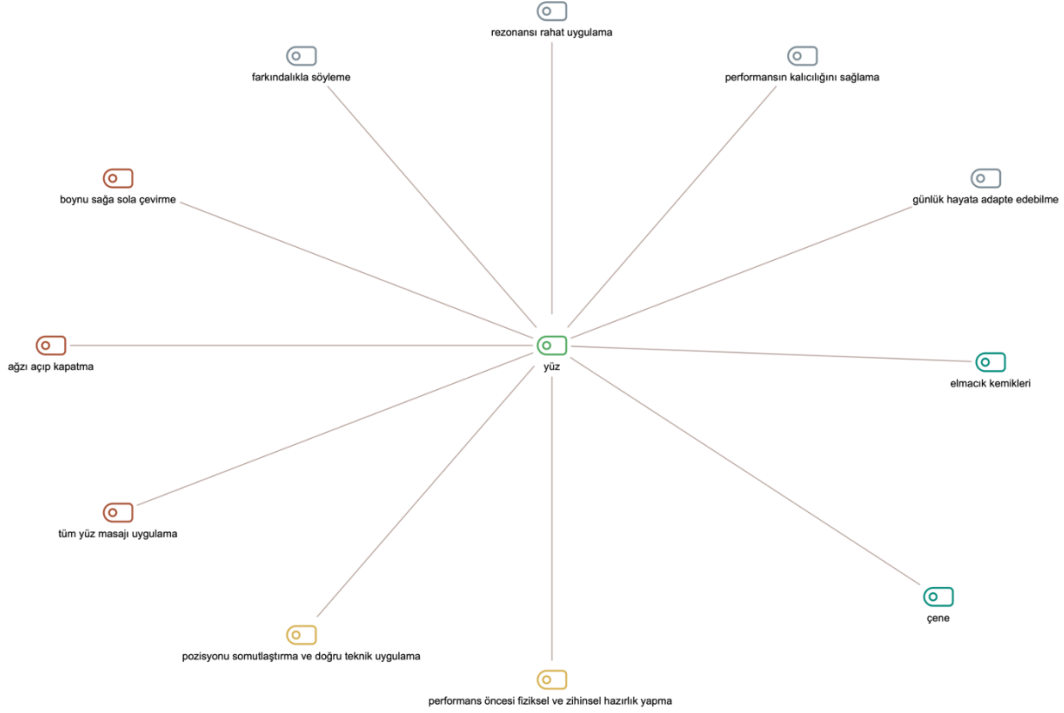 rezonansı rahat uygulama
farkındalıkla söyleme
performansın kalıcılığını sağlama
boynu sağa sola çevirme
günlük hayata adapte edebilme
ağzı açıp kapatma
yüz
elmacık kemikleri
tüm yüz masajı uygulama
çene
pozisyonu somutlaştırma ve doğru teknik uygulama
performans öncesi fiziksel ve zihinsel hazırlık yapma